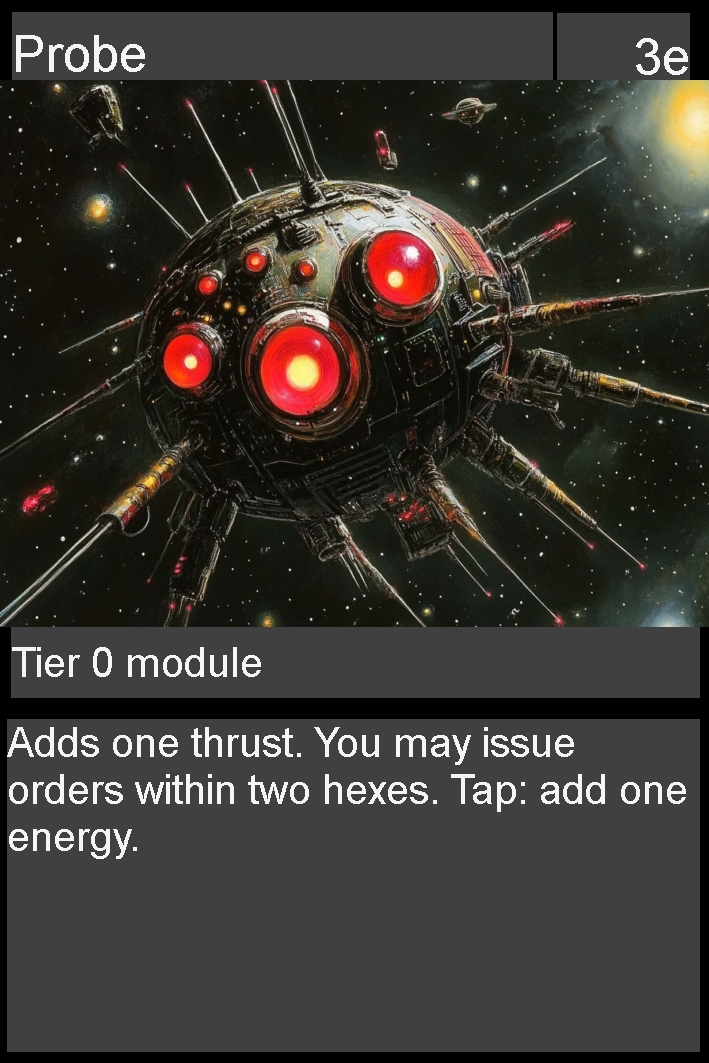 Probe
3e
Tier 0 module
Adds one thrust. You may issue
orders within two hexes. Tap: add one
energy.